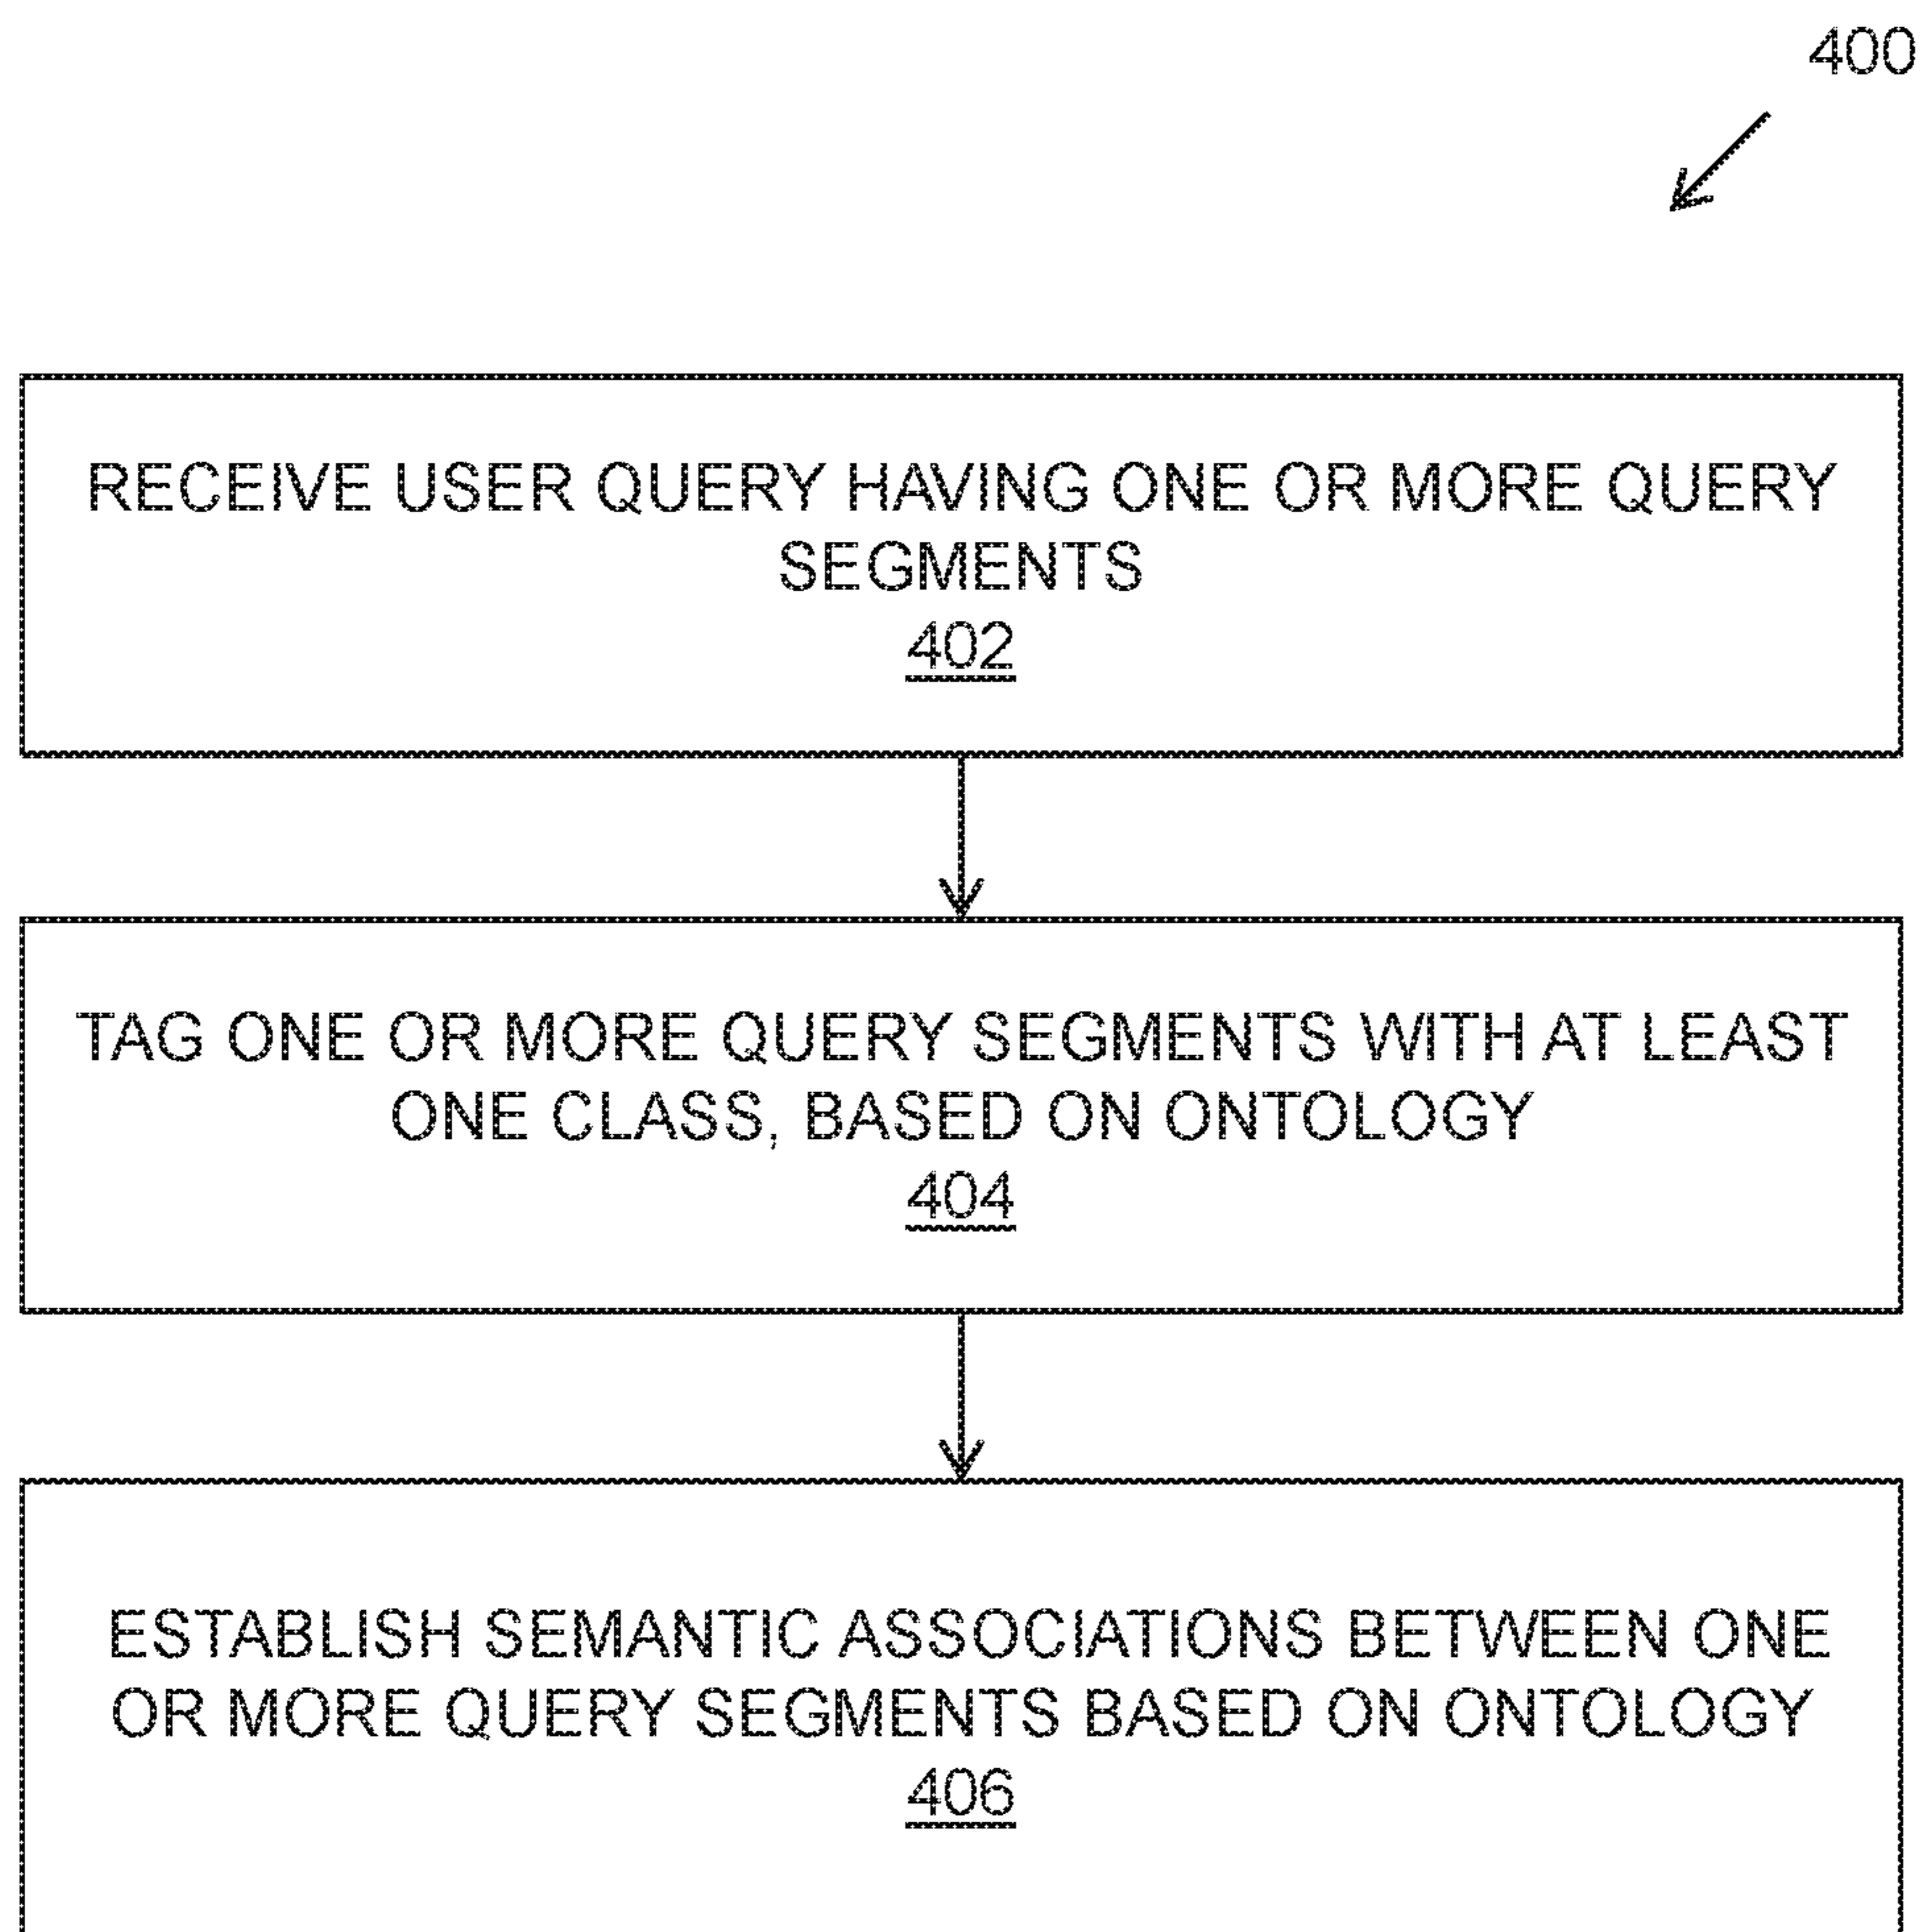 400
RECEIVE USER QUERY HAVING ONE OR MORE QUERY
SEGMENTS
402
TAG ONE OR MORE QUERY SEGMENTS WITH AT LEAST
ONE CLASS, BASED ON ONTOLOGY
404
ESTABLISH SEMANTIC ASSOCIATIONS BETWEEN ONE
OR MORE QUERY SEGMENTS BASED ON ONTOLOGY
406